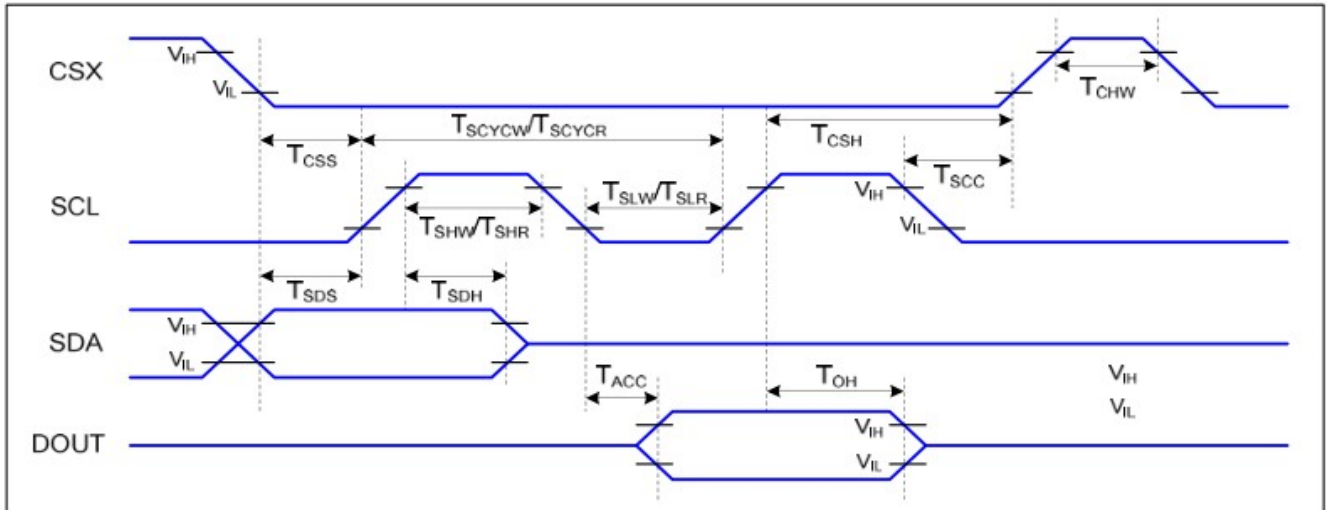 CSX
VIH
VIL
TCHW
TSCYCW/TSCYCR
TCSS
TCSH
TSCC
SCL
TSLW/TSLR
VIH
TSHW/TSHR
VIL
TSDS
TSDH
SDA
VIH
VIL
TACC
TOH
VIH
VIL
DOUT
VIH
VIL